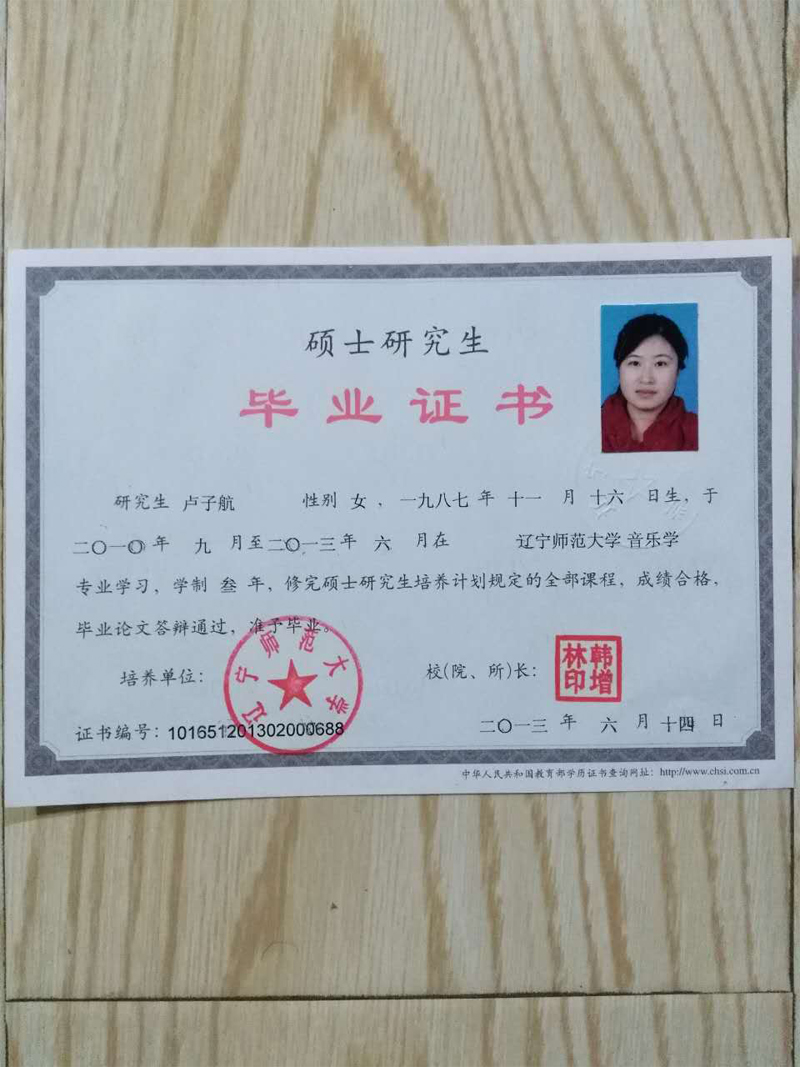 硕士研究生
毕业证书
研究生 卢子航 性别 女 ，一九八七 年 十一 月 十六 日生，于
二〇一〇 年 九 月至 二〇一三 年 六 月在 辽宁师范大学 音乐学
专业学习，学制 叁 年，修完硕士研究生培养计划规定的全部课程，成绩合格，
毕业论文答辩通过，准予毕业。
培养单位：
辽宁师范大学
校(院、所)长：
韩增林印
证书编号：101651201302000688
二〇一三 年 六 月 十四 日
中华人民共和国教育部学历证书查询网址：http://www.chsi.com.cn